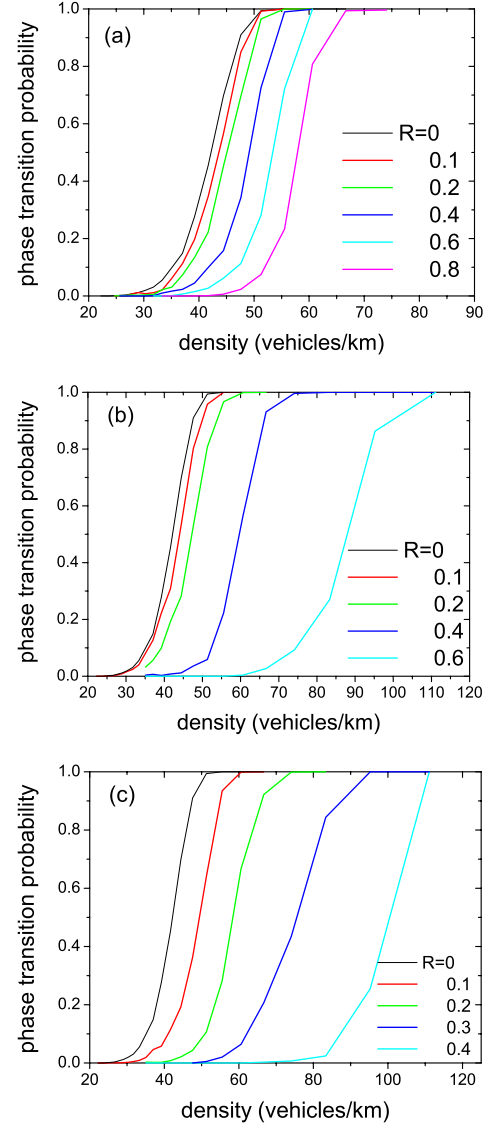 (a)
phase transition probability
1.0
0.8
0.6
0.4
0.2
0.0
R=0
0.1
0.2
0.4
0.6
0.8
20 30 40 50 60 70 80 90
density (vehicles/km)
(b)
phase transition probability
1.0
0.8
0.6
0.4
0.2
0.0
R=0
0.1
0.2
0.4
0.6
20 30 40 50 60 70 80 90 100 110 120
density (vehicles/km)
(c)
phase transition probability
1.0
0.8
0.6
0.4
0.2
0.0
R=0
0.1
0.2
0.3
0.4
20 40 60 80 100 120
density (vehicles/km)